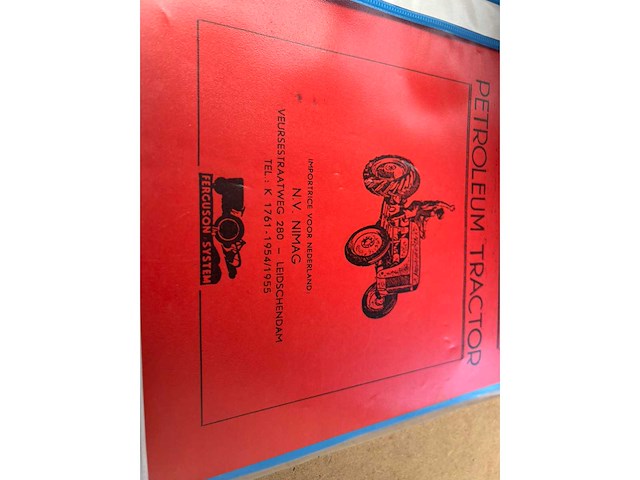 PETROLEUM TRACTOR
IMPORTRICE VOOR NEDERLAND:
N.V. NIMAG
VEURSESTRAATWEG 280 – LEIDSCHENDAM
TEL.: K 1761-1954/1955
FERGUSON SYSTEM